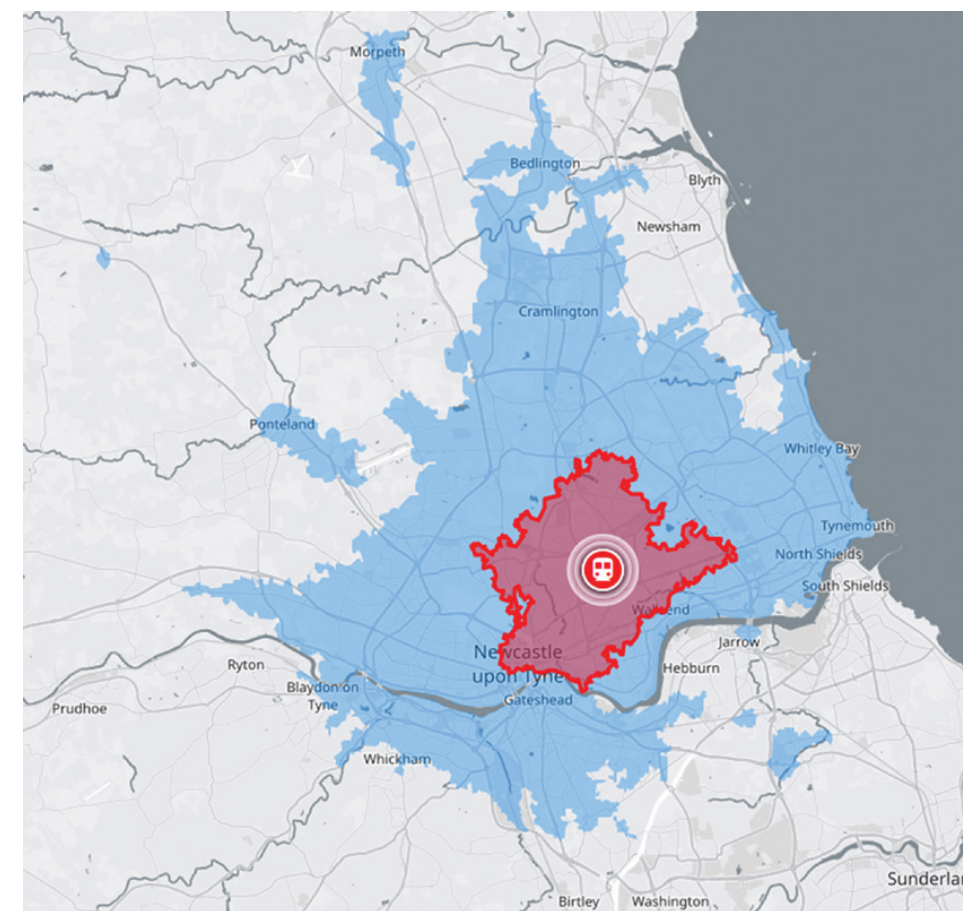 Morpeth
Bedlington
Blyth
Newsham
Cramlington
Ponteland
Whitley Bay
Tynemouth
North Shields
South Shields
Wallsend
Jarrow
Newcastle
upon Tyne
Hebburn
Ryton
Blaydon on
Tyne
Gateshead
Prudhoe
Whickham
Sunderlan
Birtley
Washington